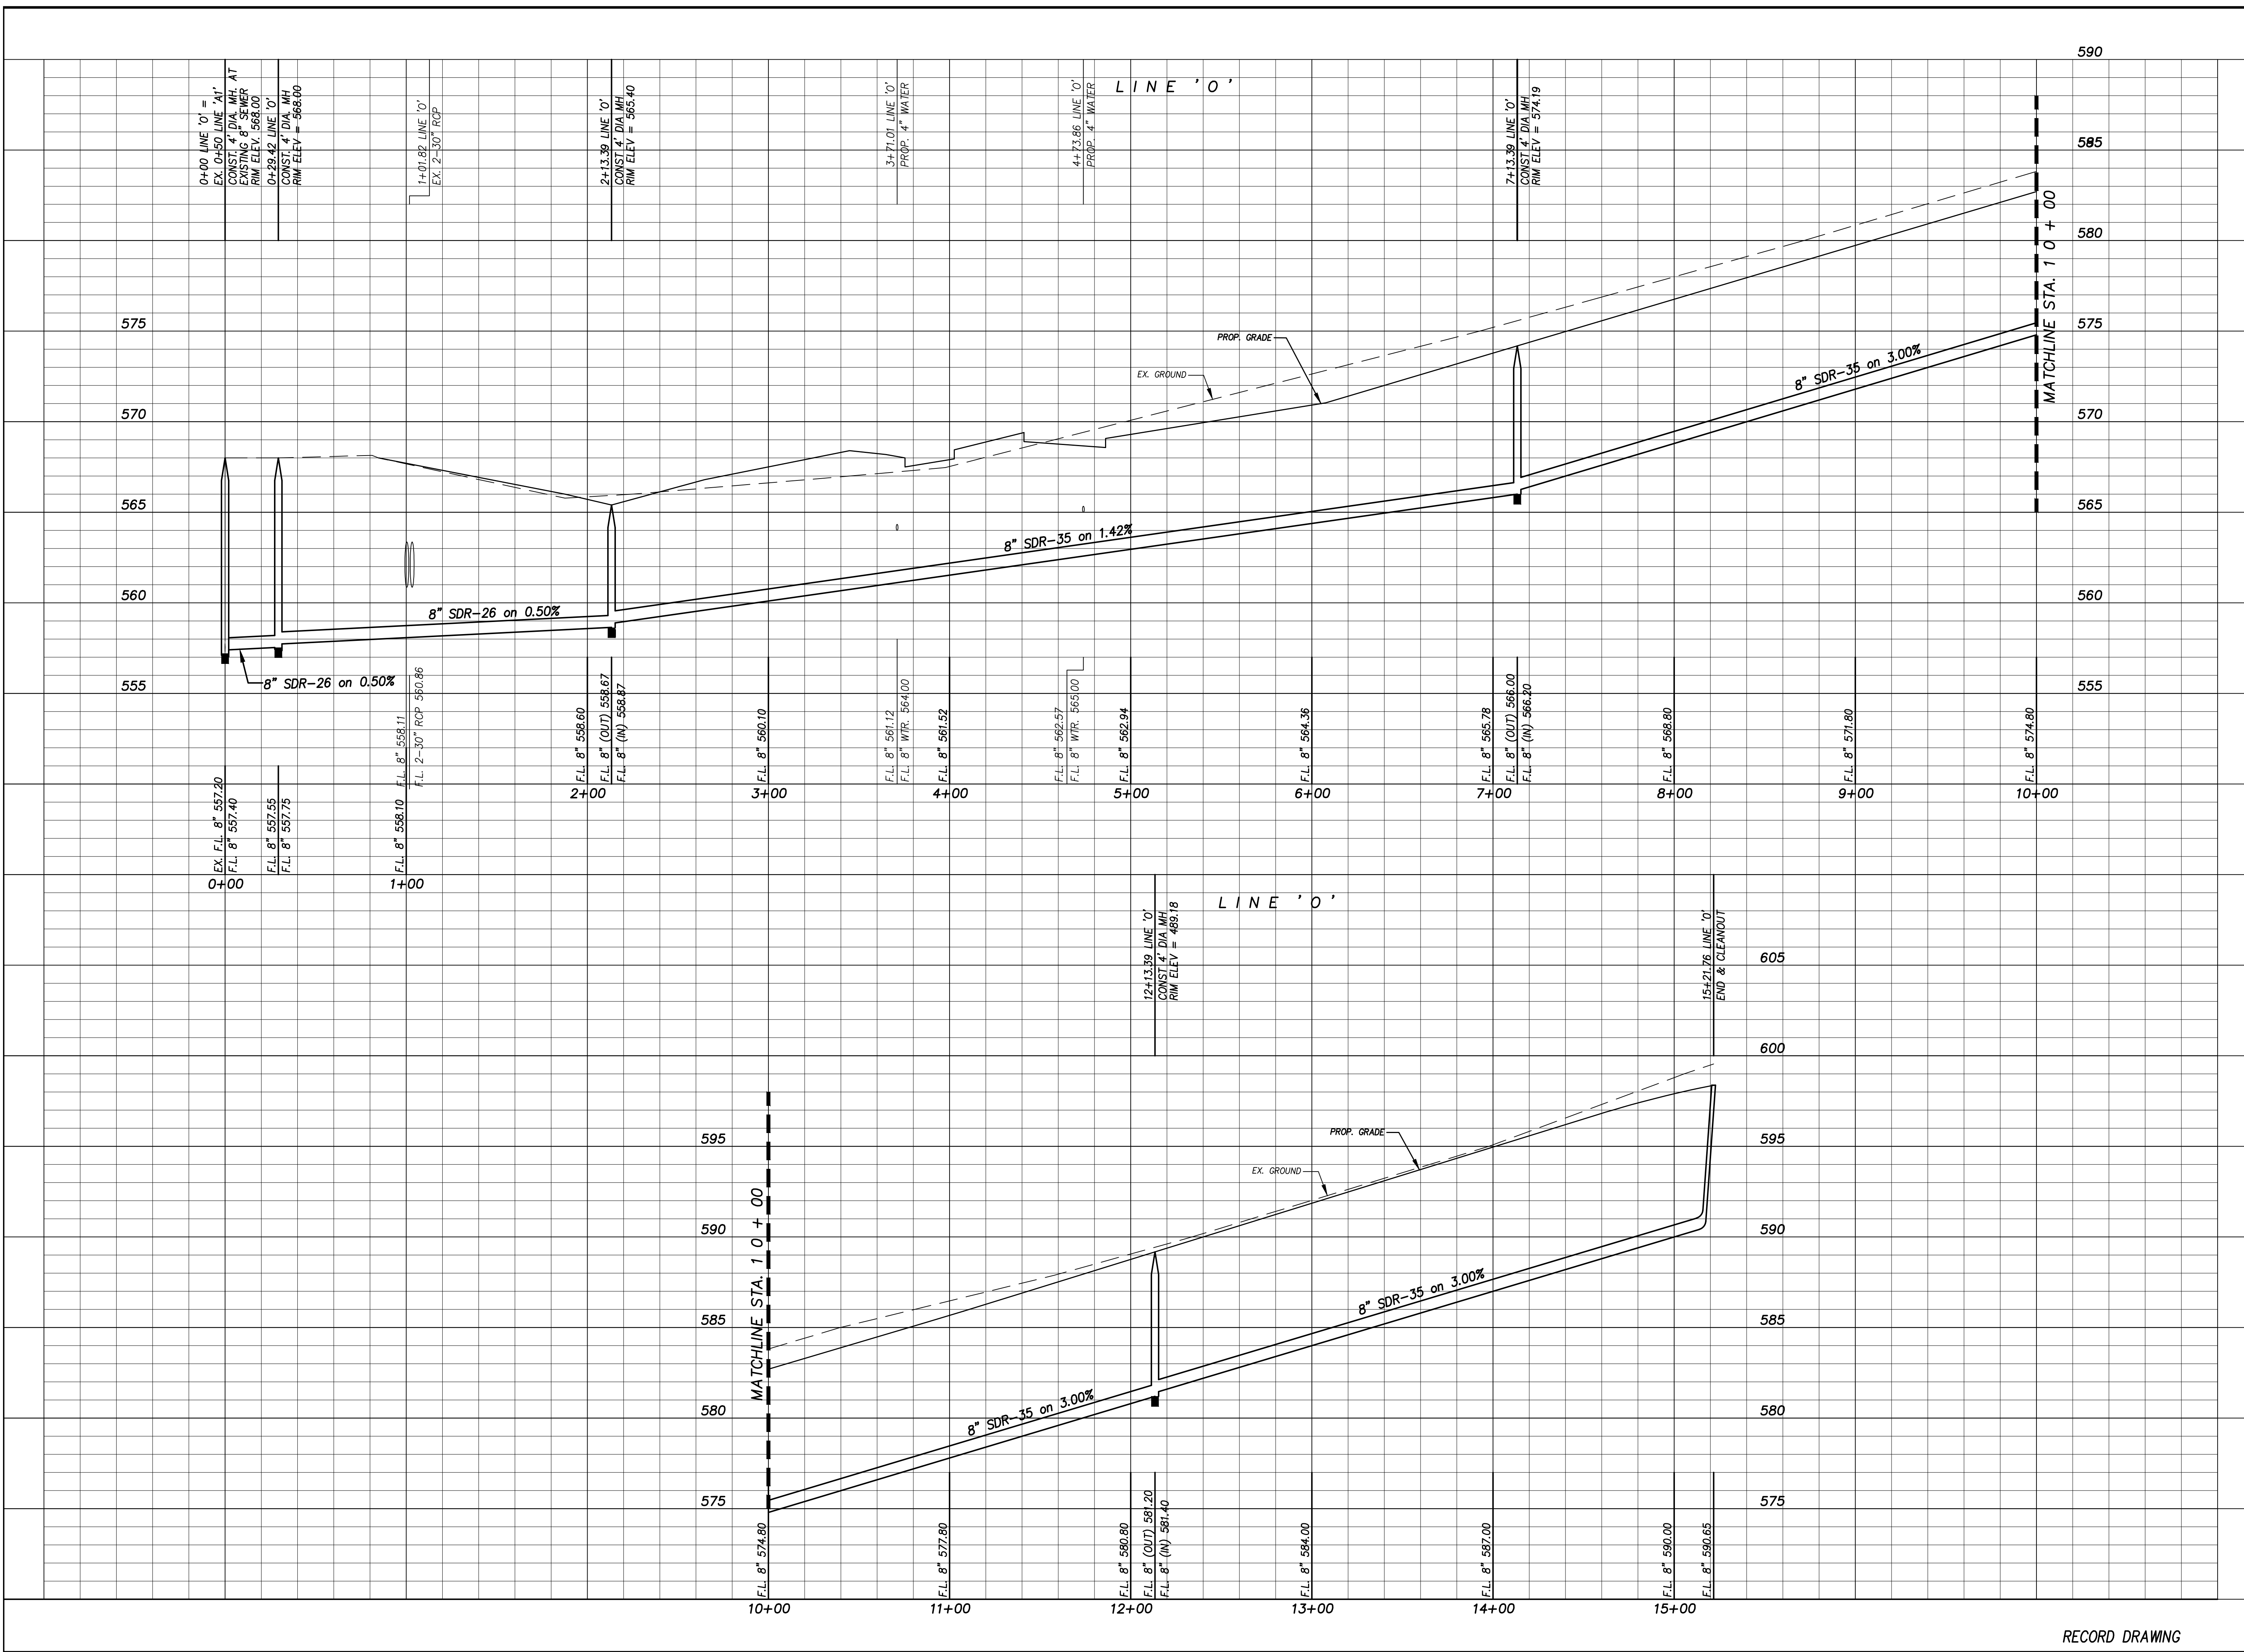 590
LINE 'O'
0+00 LINE 'O' =
EX. 0+50 LINE 'A1'
CONST. 4' DIA. MH. AT
EXISTING 8" SEWER
RIM ELEV. 568.00
0+29.42 LINE 'O'
CONST. 4' DIA. MH
RIM ELEV = 568.00
1+01.82 LINE 'O'
EX. 2-30" RCP
2+13.39 LINE 'O'
CONST 4' DIA MH
RIM ELEV = 565.40
3+71.01 LINE 'O'
PROP. 4" WATER
4+73.86 LINE 'O'
PROP. 4" WATER
7+13.39 LINE 'O'
CONST 4' DIA MH
RIM ELEV = 574.19
585
580
MATCHLINE STA. 10+00
575
575
PROP. GRADE
EX. GROUND
8" SDR-35 on 3.00%
570
570
565
565
8" SDR-35 on 1.42%
560
560
8" SDR-26 on 0.50%
8" SDR-26 on 0.50%
555
555
EX. F.L. 8" 557.20
F.L. 8" 557.40
F.L. 8" 557.55
F.L. 8" 557.75
F.L. 8" 558.10
F.L. 8" 558.11
F.L. 2-30" RCP 560.86
F.L. 8" 558.60
F.L. 8" (OUT) 558.67
F.L. 8" (IN) 558.87
F.L. 8" 560.10
F.L. 8" 561.12
F.L. 8" WTR. 564.00
F.L. 8" 561.52
F.L. 8" 562.57
F.L. 8" WTR. 565.00
F.L. 8" 562.94
F.L. 8" 564.36
F.L. 8" 565.78
F.L. 8" (OUT) 566.00
F.L. 8" (IN) 566.20
F.L. 8" 568.80
F.L. 8" 571.80
F.L. 8" 574.80
2+00 3+00 4+00 5+00 6+00 7+00 8+00 9+00 10+00
0+00 1+00
LINE 'O'
12+13.39 LINE 'O'
CONST 4' DIA MH
RIM ELEV = 489.18
15+21.76 LINE 'O'
END & CLEANOUT
605
600
595
595
PROP. GRADE
EX. GROUND
MATCHLINE STA. 10+00
590
590
8" SDR-35 on 3.00%
585
585
8" SDR-35 on 3.00%
580
580
575
575
F.L. 8" 574.80
F.L. 8" 577.80
F.L. 8" 580.80
F.L. 8" (OUT) 581.20
F.L. 8" (IN) 581.40
F.L. 8" 584.00
F.L. 8" 587.00
F.L. 8" 590.00
F.L. 8" 590.65
10+00 11+00 12+00 13+00 14+00 15+00
RECORD DRAWING